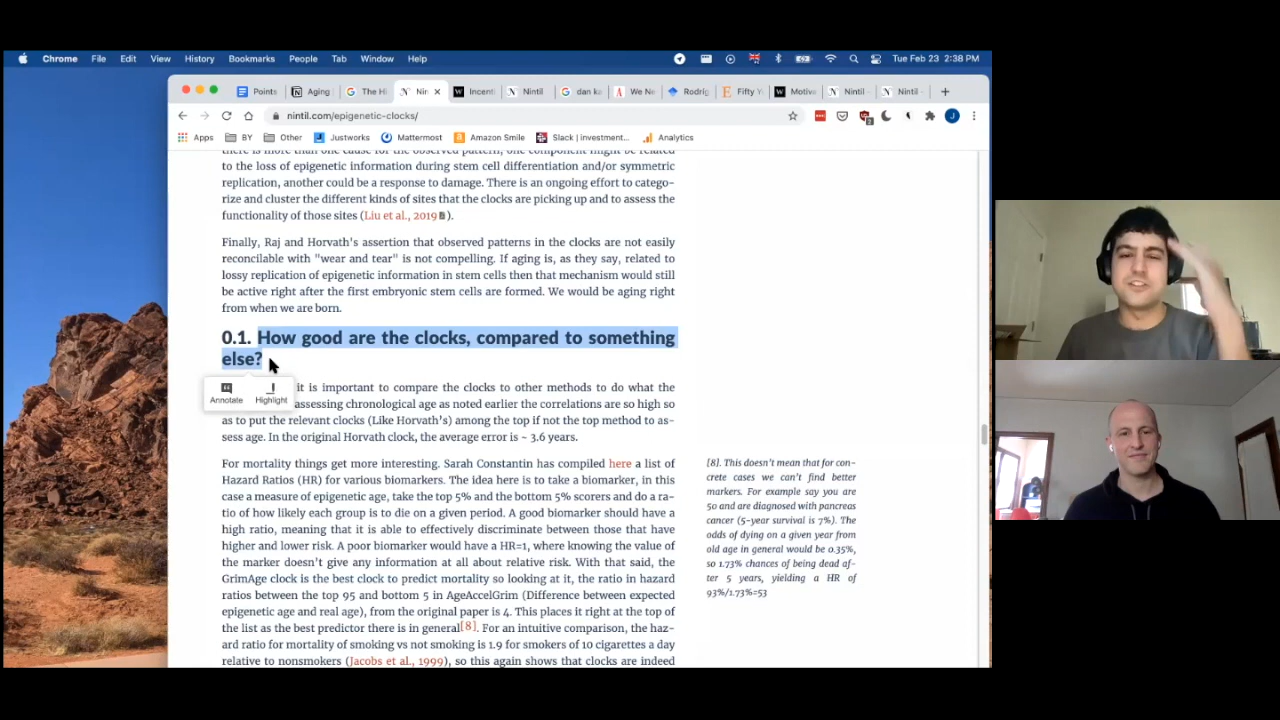 Chrome File Edit View History Bookmarks People Tab Window Help Tue Feb 23 2:38 PM
Points Aging The Hi Nin Incenti Nintil dan ka We Ne Rodrig Fifty Y Motive Nintil Nintil
nintil.com/epigenetic-clocks/
Apps BY Other Justworks Mattermost Amazon Smile Slack | investment... Analytics
there is more than one cause for the observed pattern, one component might be related
to the loss of epigenetic information during stem cell differentiation and/or symmetric
replication, another could be a response to damage. There is an ongoing effort to catego-
rize and cluster the different kinds of sites that the clocks are picking up and to assess the
functionality of those sites (Liu et al., 2019).
Finally, Raj and Horvath's assertion that observed patterns in the clocks are not easily
reconcilable with "wear and tear" is not compelling. If aging is, as they say, related to
lossy replication of epigenetic information in stem cells then that mechanism would still
be active right after the first embryonic stem cells are formed. We would be aging right
from when we are born.
0.1. How good are the clocks, compared to something
else?
Annotate Highlight
it is important to compare the clocks to other methods to do what the
assessing chronological age as noted earlier the correlations are so high so
as to put the relevant clocks (Like Horvath's) among the top if not the top method to as-
sess age. In the original Horvath clock, the average error is ~ 3.6 years.
For mortality things get more interesting. Sarah Constantin has compiled here a list of
Hazard Ratios (HR) for various biomarkers. The idea here is to take a biomarker, in this
case a measure of epigenetic age, take the top 5% and the bottom 5% scorers and do a ra-
tio of how likely each group is to die on a given period. A good biomarker should have a
high ratio, meaning that it is able to effectively discriminate between those that have
higher and lower risk. A poor biomarker would have a HR=1, where knowing the value of
the marker doesn't give any information at all about relative risk. With that said, the
GrimAge clock is the best clock to predict mortality so looking at it, the ratio in hazard
ratios between the top 95 and bottom 5 in AgeAccelGrim (Difference between expected
epigenetic age and real age), from the original paper is 4. This places it right at the top of
the list as the best predictor there is in general[8]. For an intuitive comparison, the haz-
ard ratio for mortality of smoking vs not smoking is 1.9 for smokers of 10 cigarettes a day
relative to nonsmokers (Jacobs et al., 1999), so this again shows that clocks are indeed
[8]. This doesn't mean that for con-
crete cases we can't find better
markers. For example say you are
50 and are diagnosed with pancreas
cancer (5-year survival is 7%). The
odds of dying on a given year from
old age in general would be 0.35%,
so 1.73% chances of being dead af-
ter 5 years, yielding a HR of
93%/1.73%=53